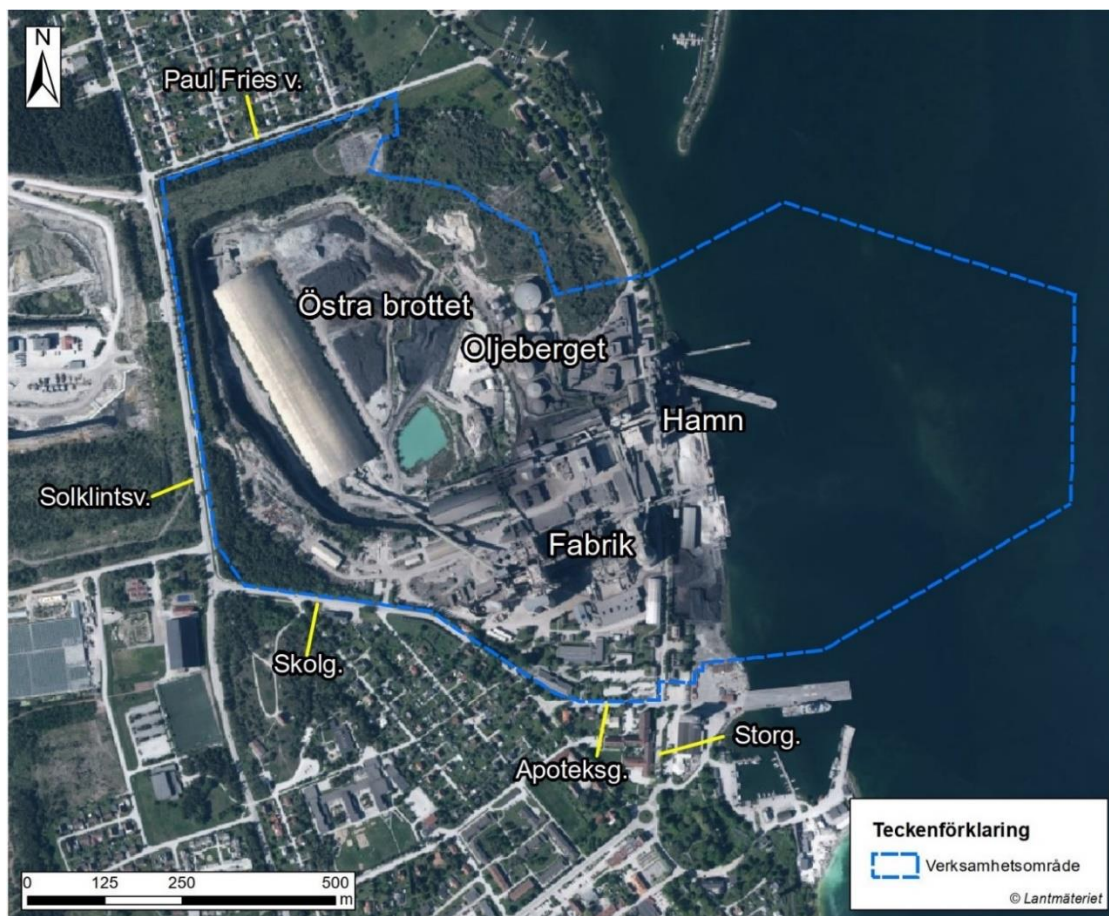 N
Paul Fries v.
Östra brottet
Oljeberget
Hamn
Solklintsv.
Fabrik
Skolg.
Storg.
Apoteksg.
Teckenförklaring
Verksamhetsområde
0 125 250 500
m
© Lantmäteriet